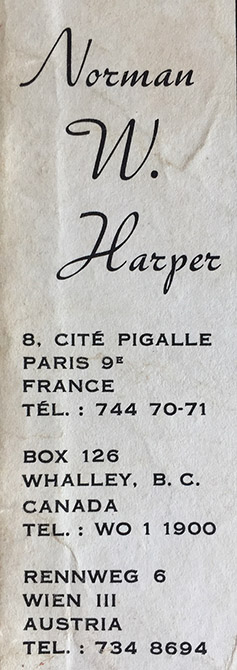 Norman
W.
Harper
8, CITÉ PIGALLE
PARIS 9ᴱ
FRANCE
TÉL. : 744 70-71
BOX 126
WHALLEY, B. C.
CANADA
TEL. : WO 1 1900
RENNWEG 6
WIEN III
AUSTRIA
TEL. : 734 8694